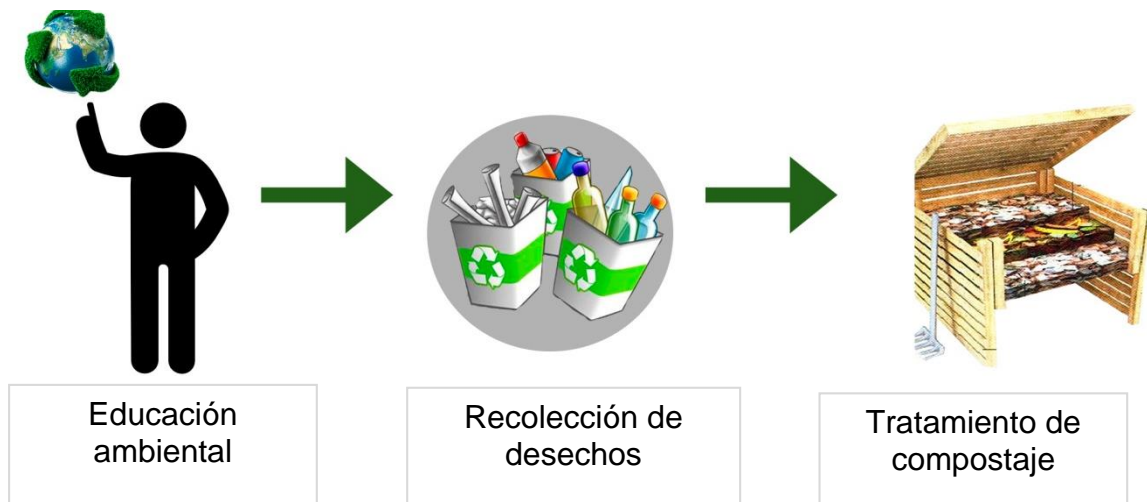 Educación
ambiental
Recolección de
desechos
Tratamiento de
compostaje